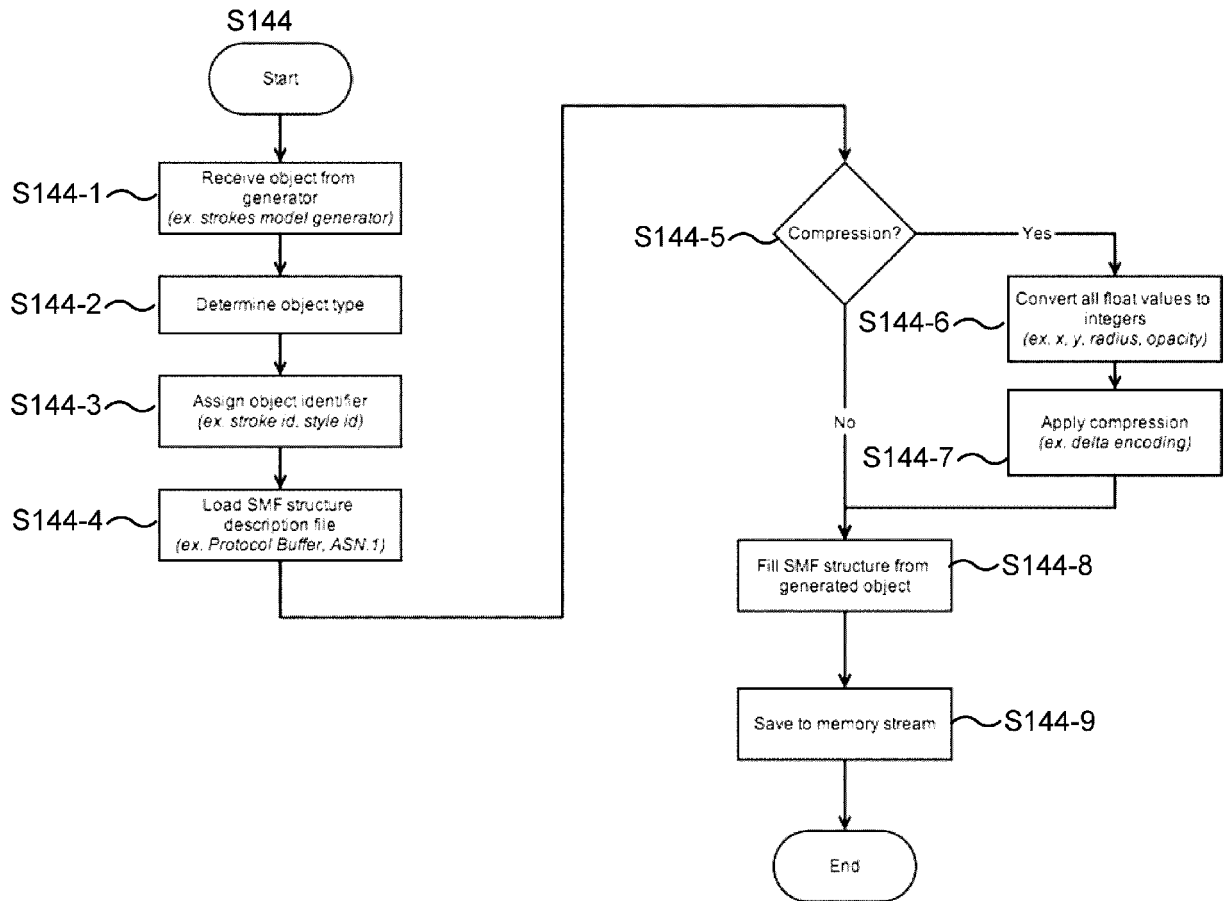 S144
Start
S144-1
Receive object from
generator
(ex. strokes model generator)
S144-2
Determine object type
S144-3
Assign object identifier
(ex. stroke id, style id)
S144-4
Load SMF structure
description file
(ex. Protocol Buffer, ASN.1)
S144-5
Compression?
Yes
S144-6
Convert all float values to
integers
(ex. x, y, radius, opacity)
No
S144-7
Apply compression
(ex. delta encoding)
Fill SMF structure from
generated object
S144-8
Save to memory stream
S144-9
End